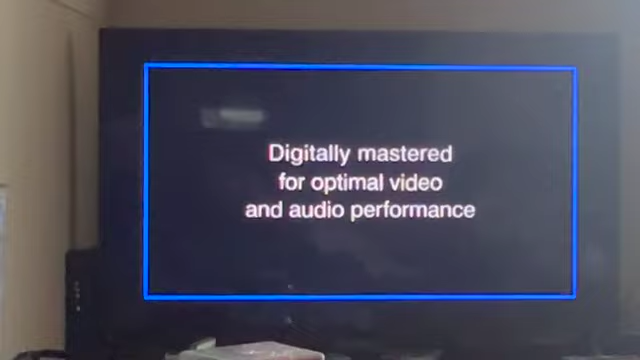 Digitally mastered
for optimal video
and audio performance